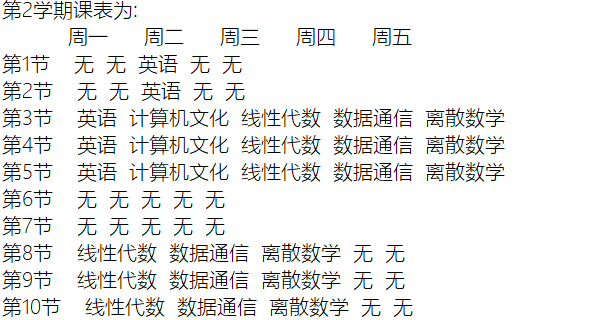 第2学期课表为:
周一 周二 周三 周四 周五
第1节 无 无 英语 无 无
第2节 无 无 英语 无 无
第3节 英语 计算机文化 线性代数 数据通信 离散数学
第4节 英语 计算机文化 线性代数 数据通信 离散数学
第5节 英语 计算机文化 线性代数 数据通信 离散数学
第6节 无 无 无 无 无
第7节 无 无 无 无 无
第8节 线性代数 数据通信 离散数学 无 无
第9节 线性代数 数据通信 离散数学 无 无
第10节 线性代数 数据通信 离散数学 无 无